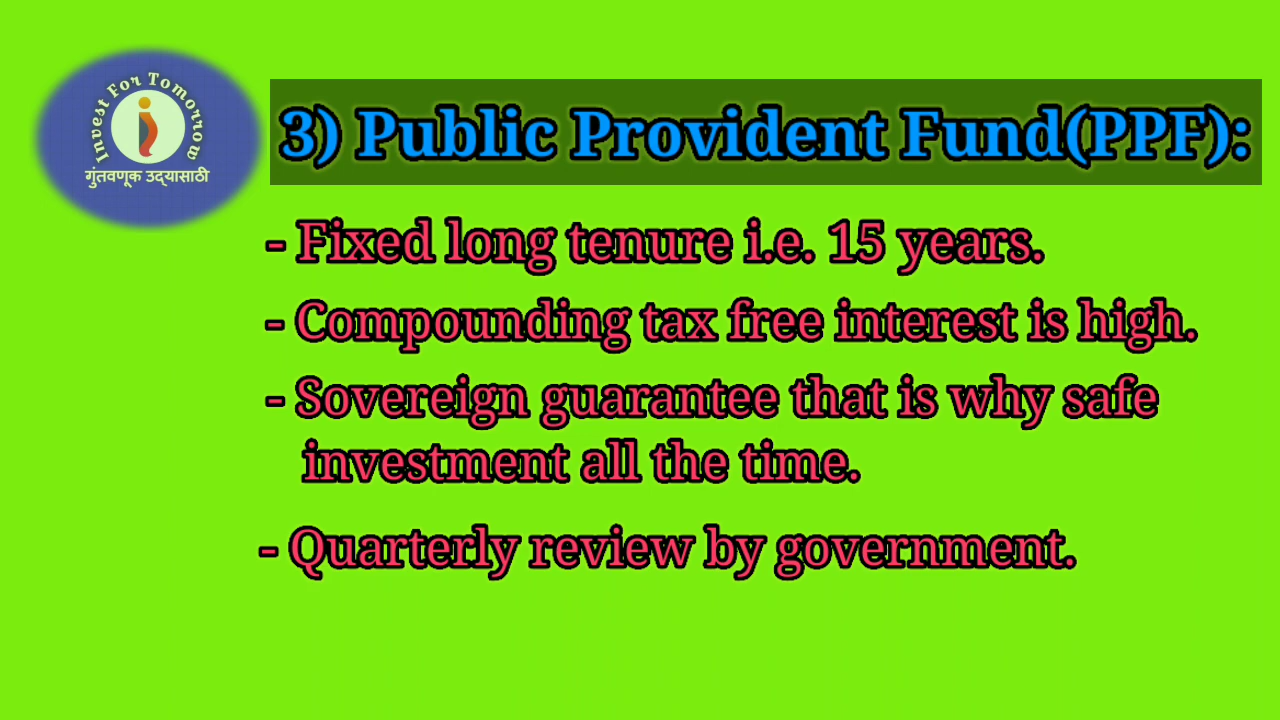 Invest For Tomorrow
गुंतवणूक उद्यासाठी
3) Public Provident Fund(PPF):
- Fixed long tenure i.e. 15 years.
- Compounding tax free interest is high.
- Sovereign guarantee that is why safe
investment all the time.
- Quarterly review by government.